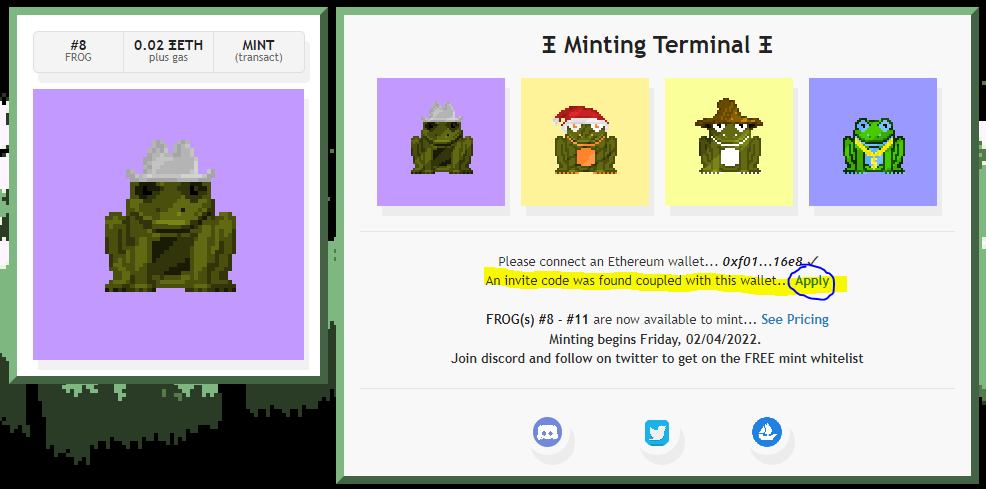 #8
FROG
0.02 ΞETH
plus gas
MINT
(transact)
Ξ Minting Terminal Ξ
Please connect an Ethereum wallet... 0xf01...16e8 ✓
An invite code was found coupled with this wallet... Apply
FROG(s) #8 - #11 are now available to mint... See Pricing
Minting begins Friday, 02/04/2022.
Join discord and follow on twitter to get on the FREE mint whitelist